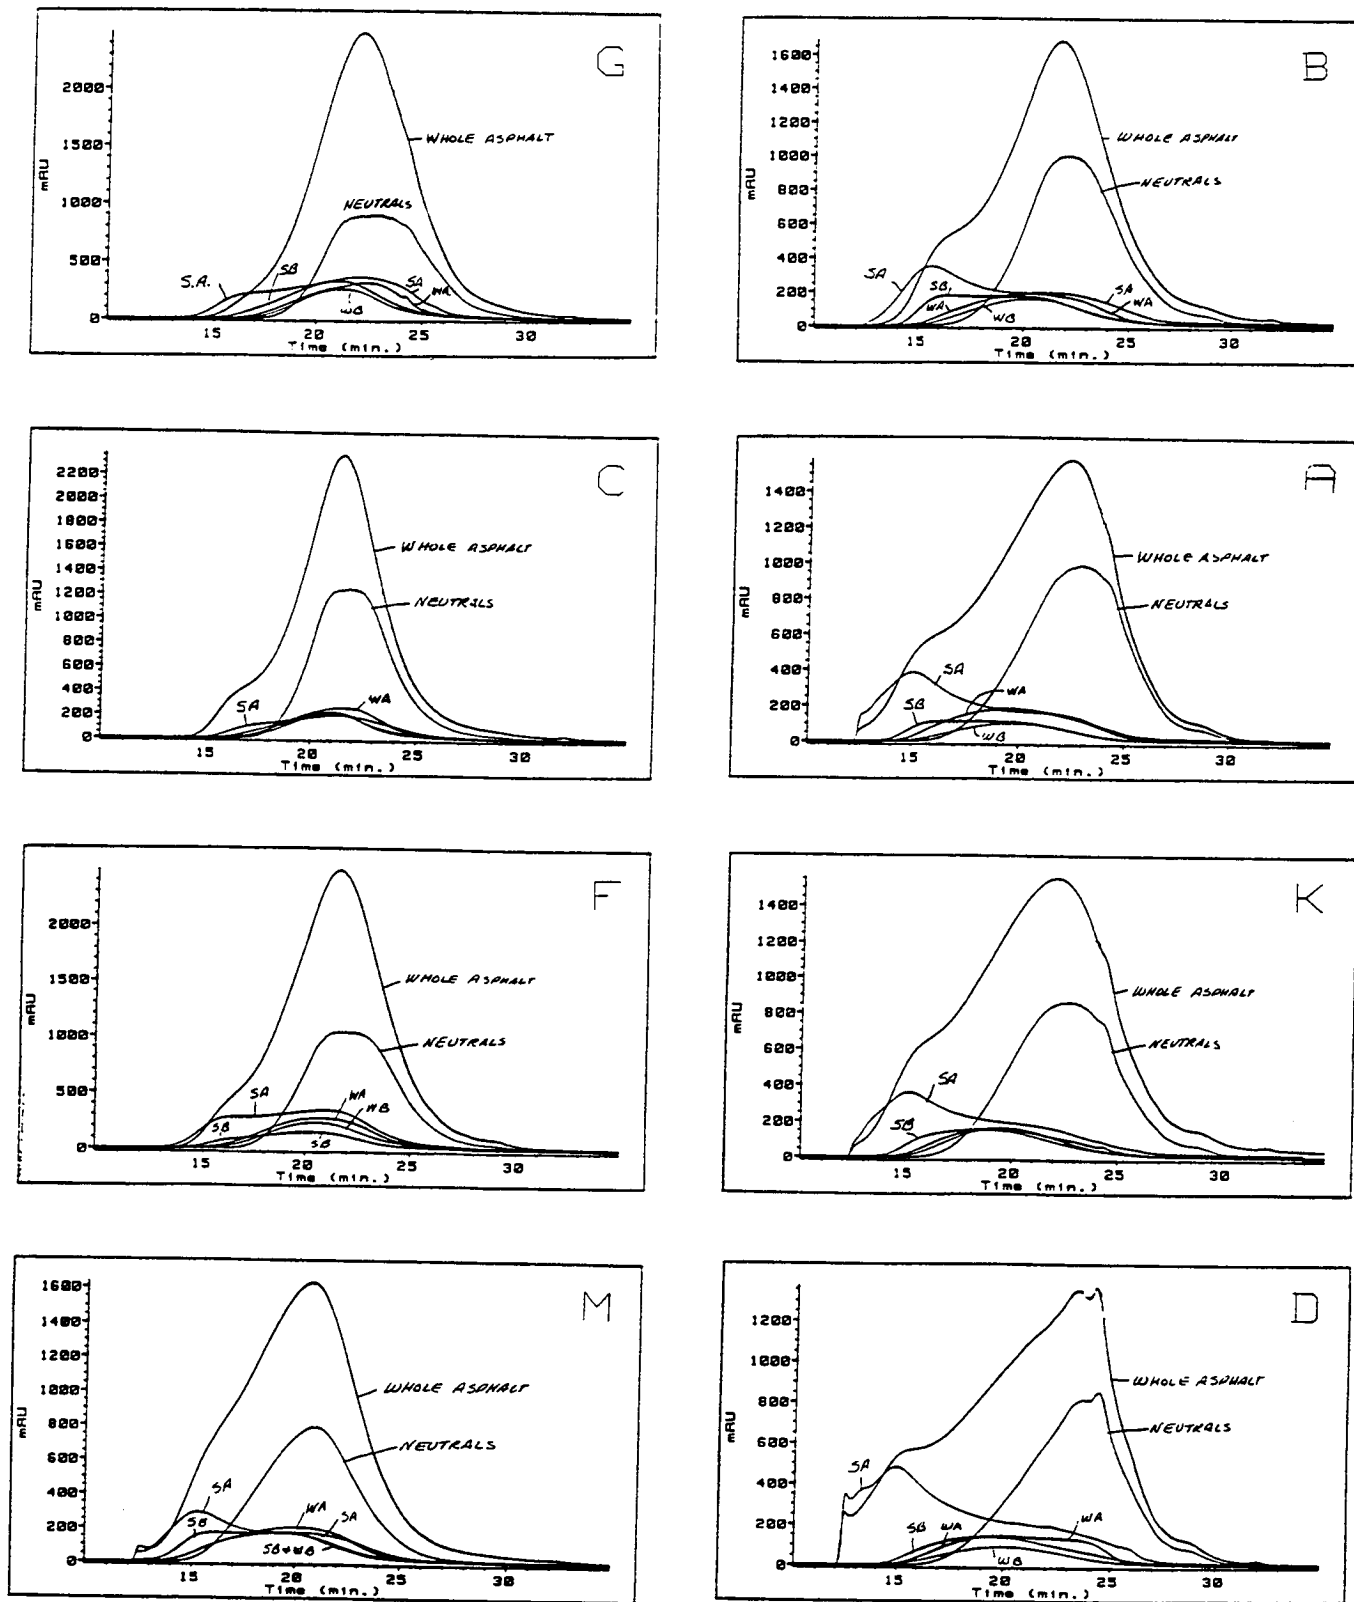 G
2000
1500
1000
500
0
mAU
WHOLE ASPHALT
NEUTRALS
S.A.
SB
SA
WA
WB
15 20 25 30
Time (min.)
B
1600
1400
1200
1000
800
600
400
200
0
mAU
WHOLE ASPHALT
NEUTRALS
SA
SB
WA
WB
SA
WA
15 20 25 30
Time (min.)
C
2200
2000
1800
1600
1400
1200
1000
800
600
400
200
0
mAU
WHOLE ASPHALT
NEUTRALS
SA
WA
15 20 25 30
Time (min.)
A
1400
1200
1000
800
600
400
200
0
mAU
WHOLE ASPHALT
NEUTRALS
SA
WA
SB
WB
15 20 25 30
Time (min.)
F
2000
1500
1000
500
0
mAU
WHOLE ASPHALT
NEUTRALS
SA
WA
WB
SB
SB
15 20 25 30
Time (min.)
K
1400
1200
1000
800
600
400
200
0
mAU
WHOLE ASPHALT
NEUTRALS
SA
SB
15 20 25 30
Time (min.)
M
1600
1400
1200
1000
800
600
400
200
0
mAU
WHOLE ASPHALT
NEUTRALS
SA
SB
WA
SA
SB+WB
15 20 25 30
Time (min.)
D
1200
1000
800
600
400
200
0
mAU
WHOLE ASPHALT
NEUTRALS
SA
SB
WA
WA
WB
15 20 25 30
Time (min.)